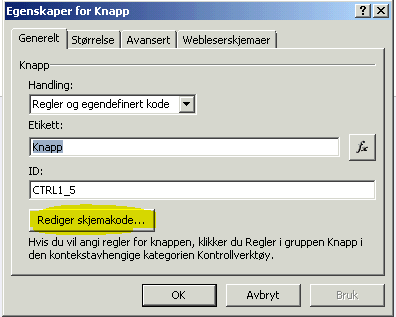 Egenskaper for Knapp
Generelt Størrelse Avansert Webleserskjemaer
Knapp
Handling:
Regler og egendefinert kode
Etikett:
Knapp
fx
ID:
CTRL1_5
Rediger skjemakode...
Hvis du vil angi regler for knappen, klikker du Regler i gruppen Knapp i
den kontekstavhengige kategorien Kontrollverktøy.
OK Avbryt Bruk